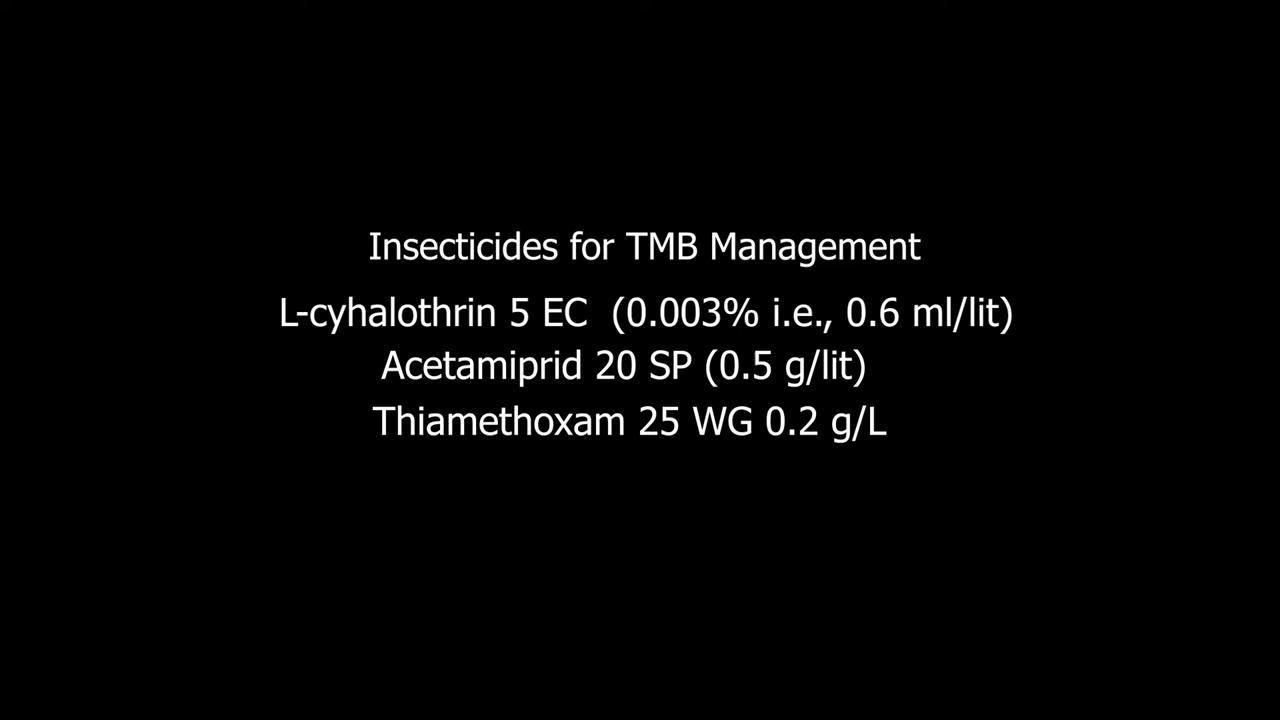 Insecticides for TMB Management
L-cyhalothrin 5 EC  (0.003% i.e., 0.6 ml/lit)
Acetamiprid 20 SP (0.5 g/lit)
Thiamethoxam 25 WG 0.2 g/L